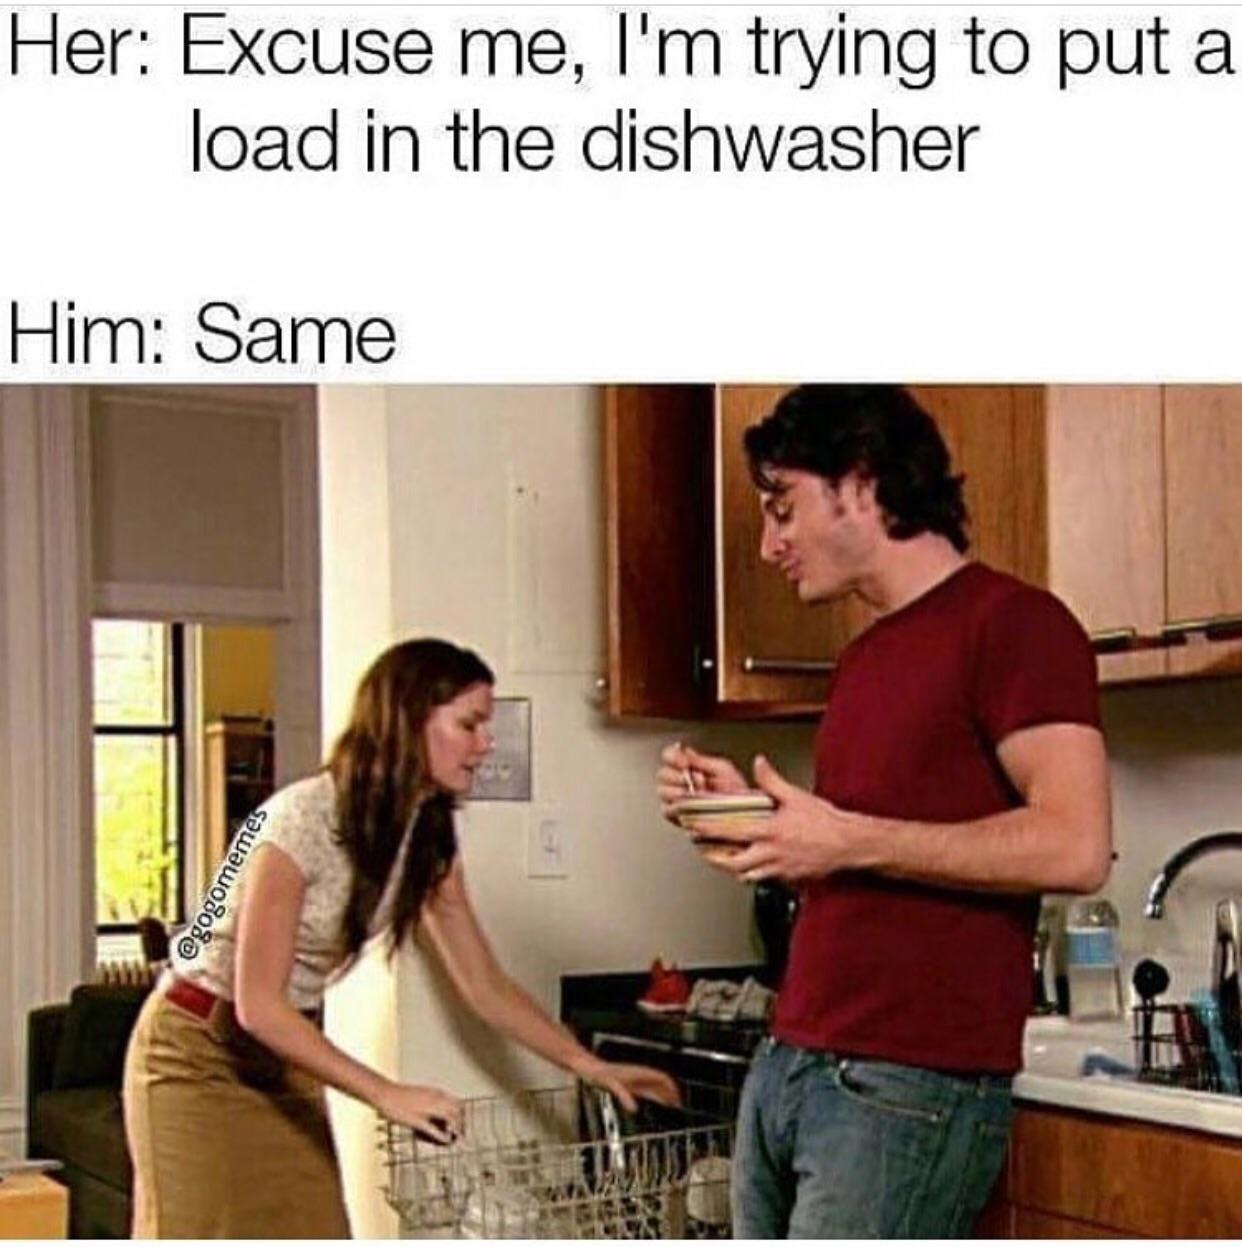 Her: Excuse me, I'm trying to put a
load in the dishwasher
Him: Same
@gogomemes